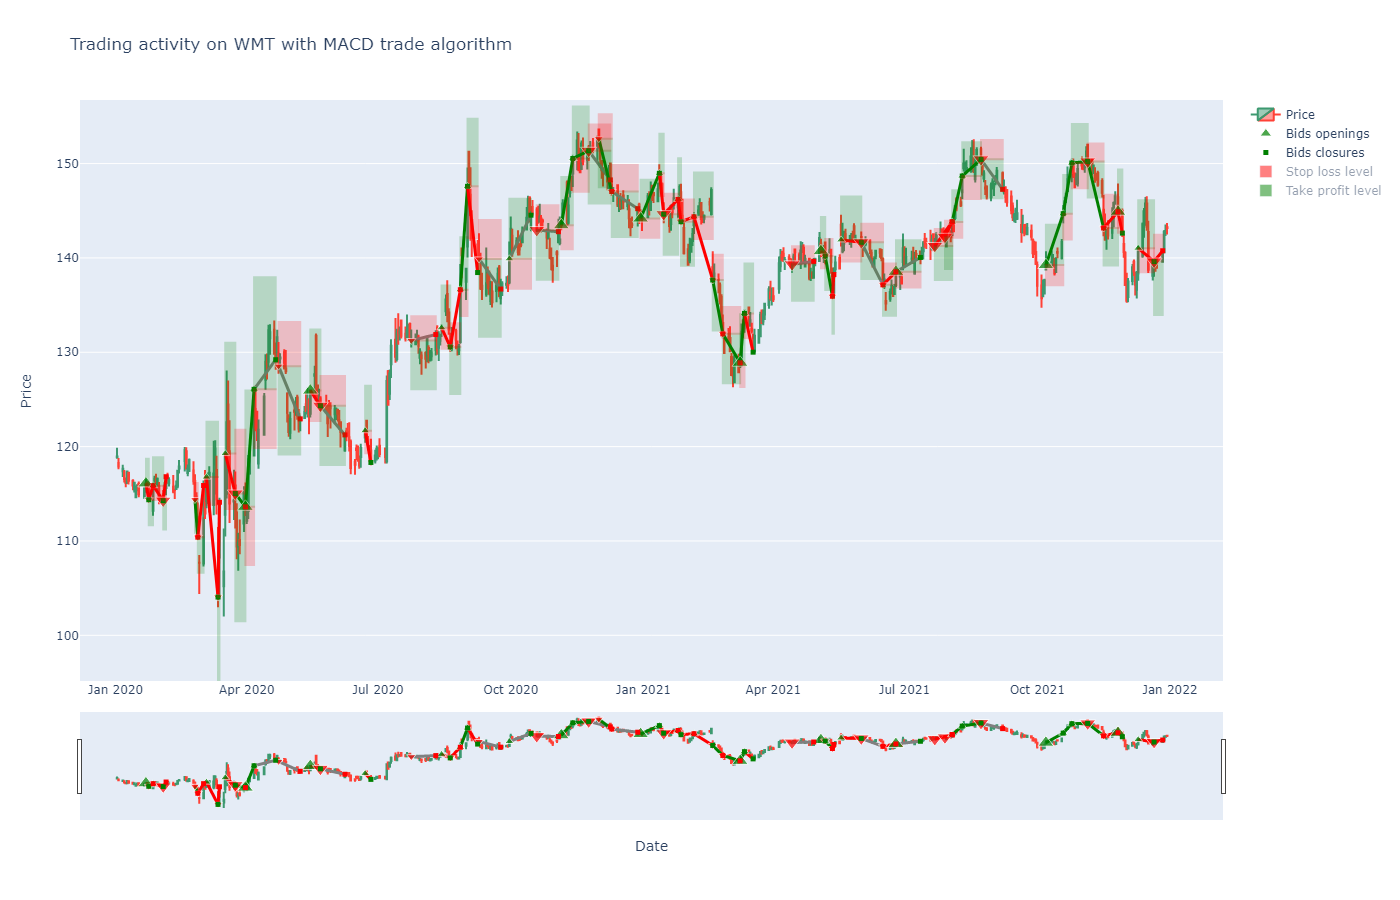 Trading activity on WMT with MACD trade algorithm
Price
Bids openings
Bids closures
Stop loss level
Take profit level
150
140
130
120
110
100
Price
Jan 2020
Apr 2020
Jul 2020
Oct 2020
Jan 2021
Apr 2021
Jul 2021
Oct 2021
Jan 2022
Date